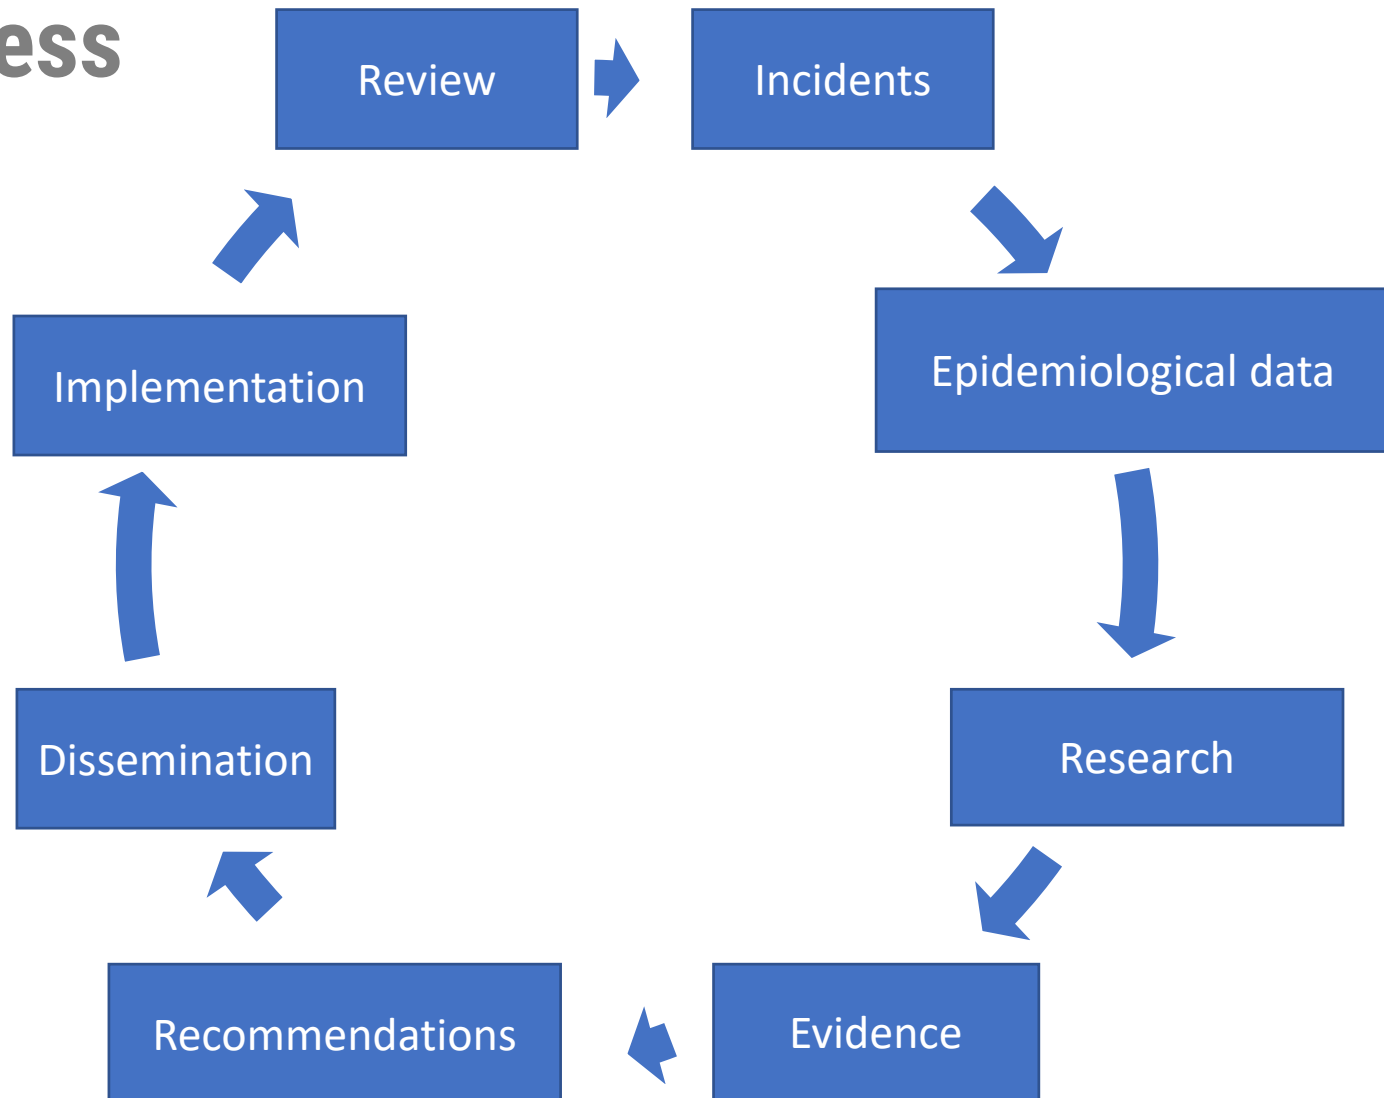 ess
Review
Incidents
Epidemiological data
Implementation
Research
Dissemination
Evidence
Recommendations